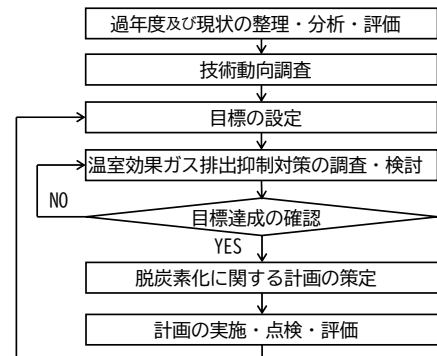 過年度及び現状の整理・分析・評価
技術動向調査
目標の設定
温室効果ガス排出抑制対策の調査・検討
NO
目標達成の確認
YES
脱炭素化に関する計画の策定
計画の実施・点検・評価